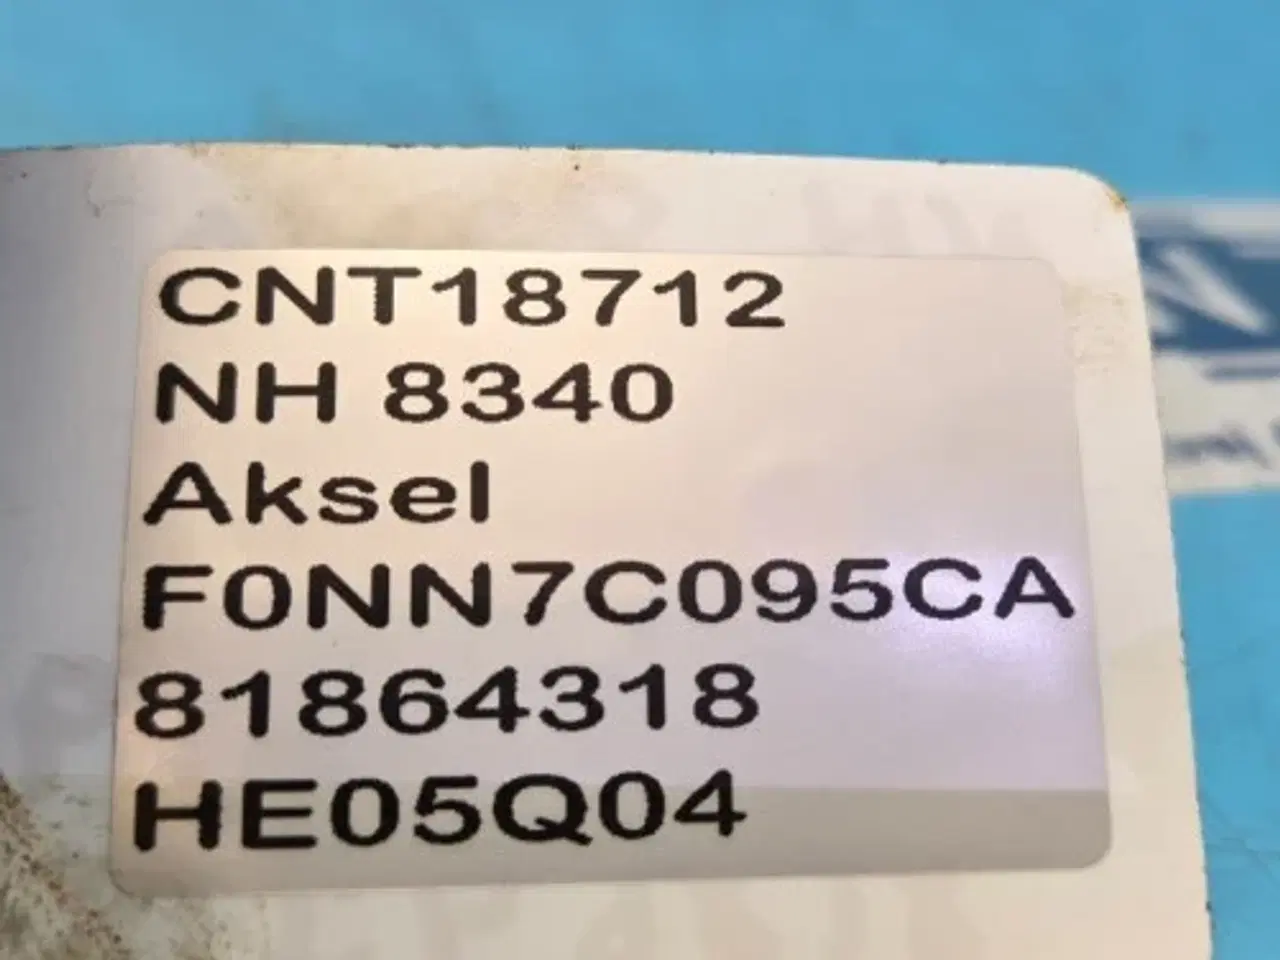 CNT18712
NH 8340
Aksel
F0NN7C095CA
81864318
HE05Q04